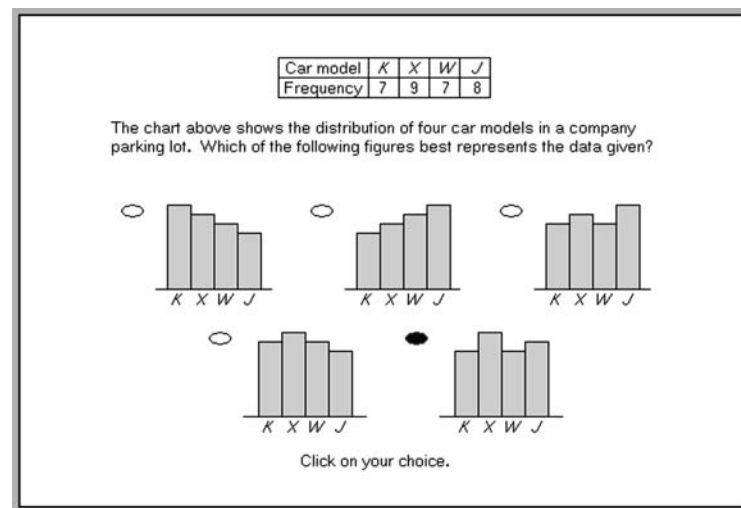 Car model K X W J
Frequency 7 9 7 8
The chart above shows the distribution of four car models in a company
parking lot. Which of the following figures best represents the data given?
K X W J
K X W J
K X W J
K X W J
K X W J
Click on your choice.